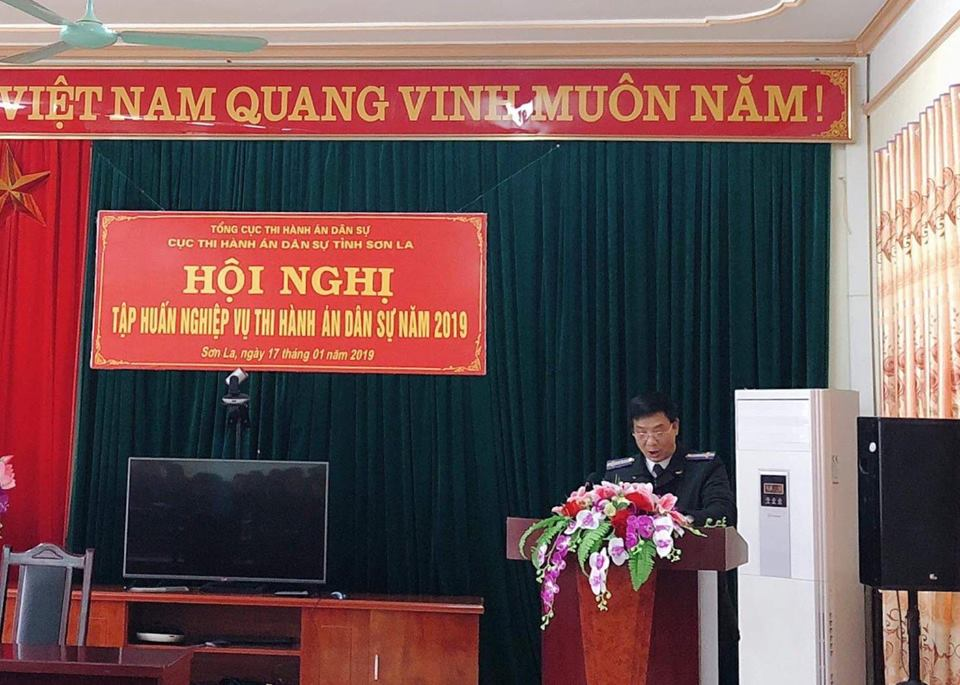 VIỆT NAM QUANG VINH MUÔN NĂM!
TỔNG CỤC THI HÀNH ÁN DÂN SỰ
CỤC THI HÀNH ÁN DÂN SỰ TỈNH SƠN LA
HỘI NGHỊ
TẬP HUẤN NGHIỆP VỤ THI HÀNH ÁN DÂN SỰ NĂM 2019
Sơn La, ngày 17 tháng 01 năm 2019